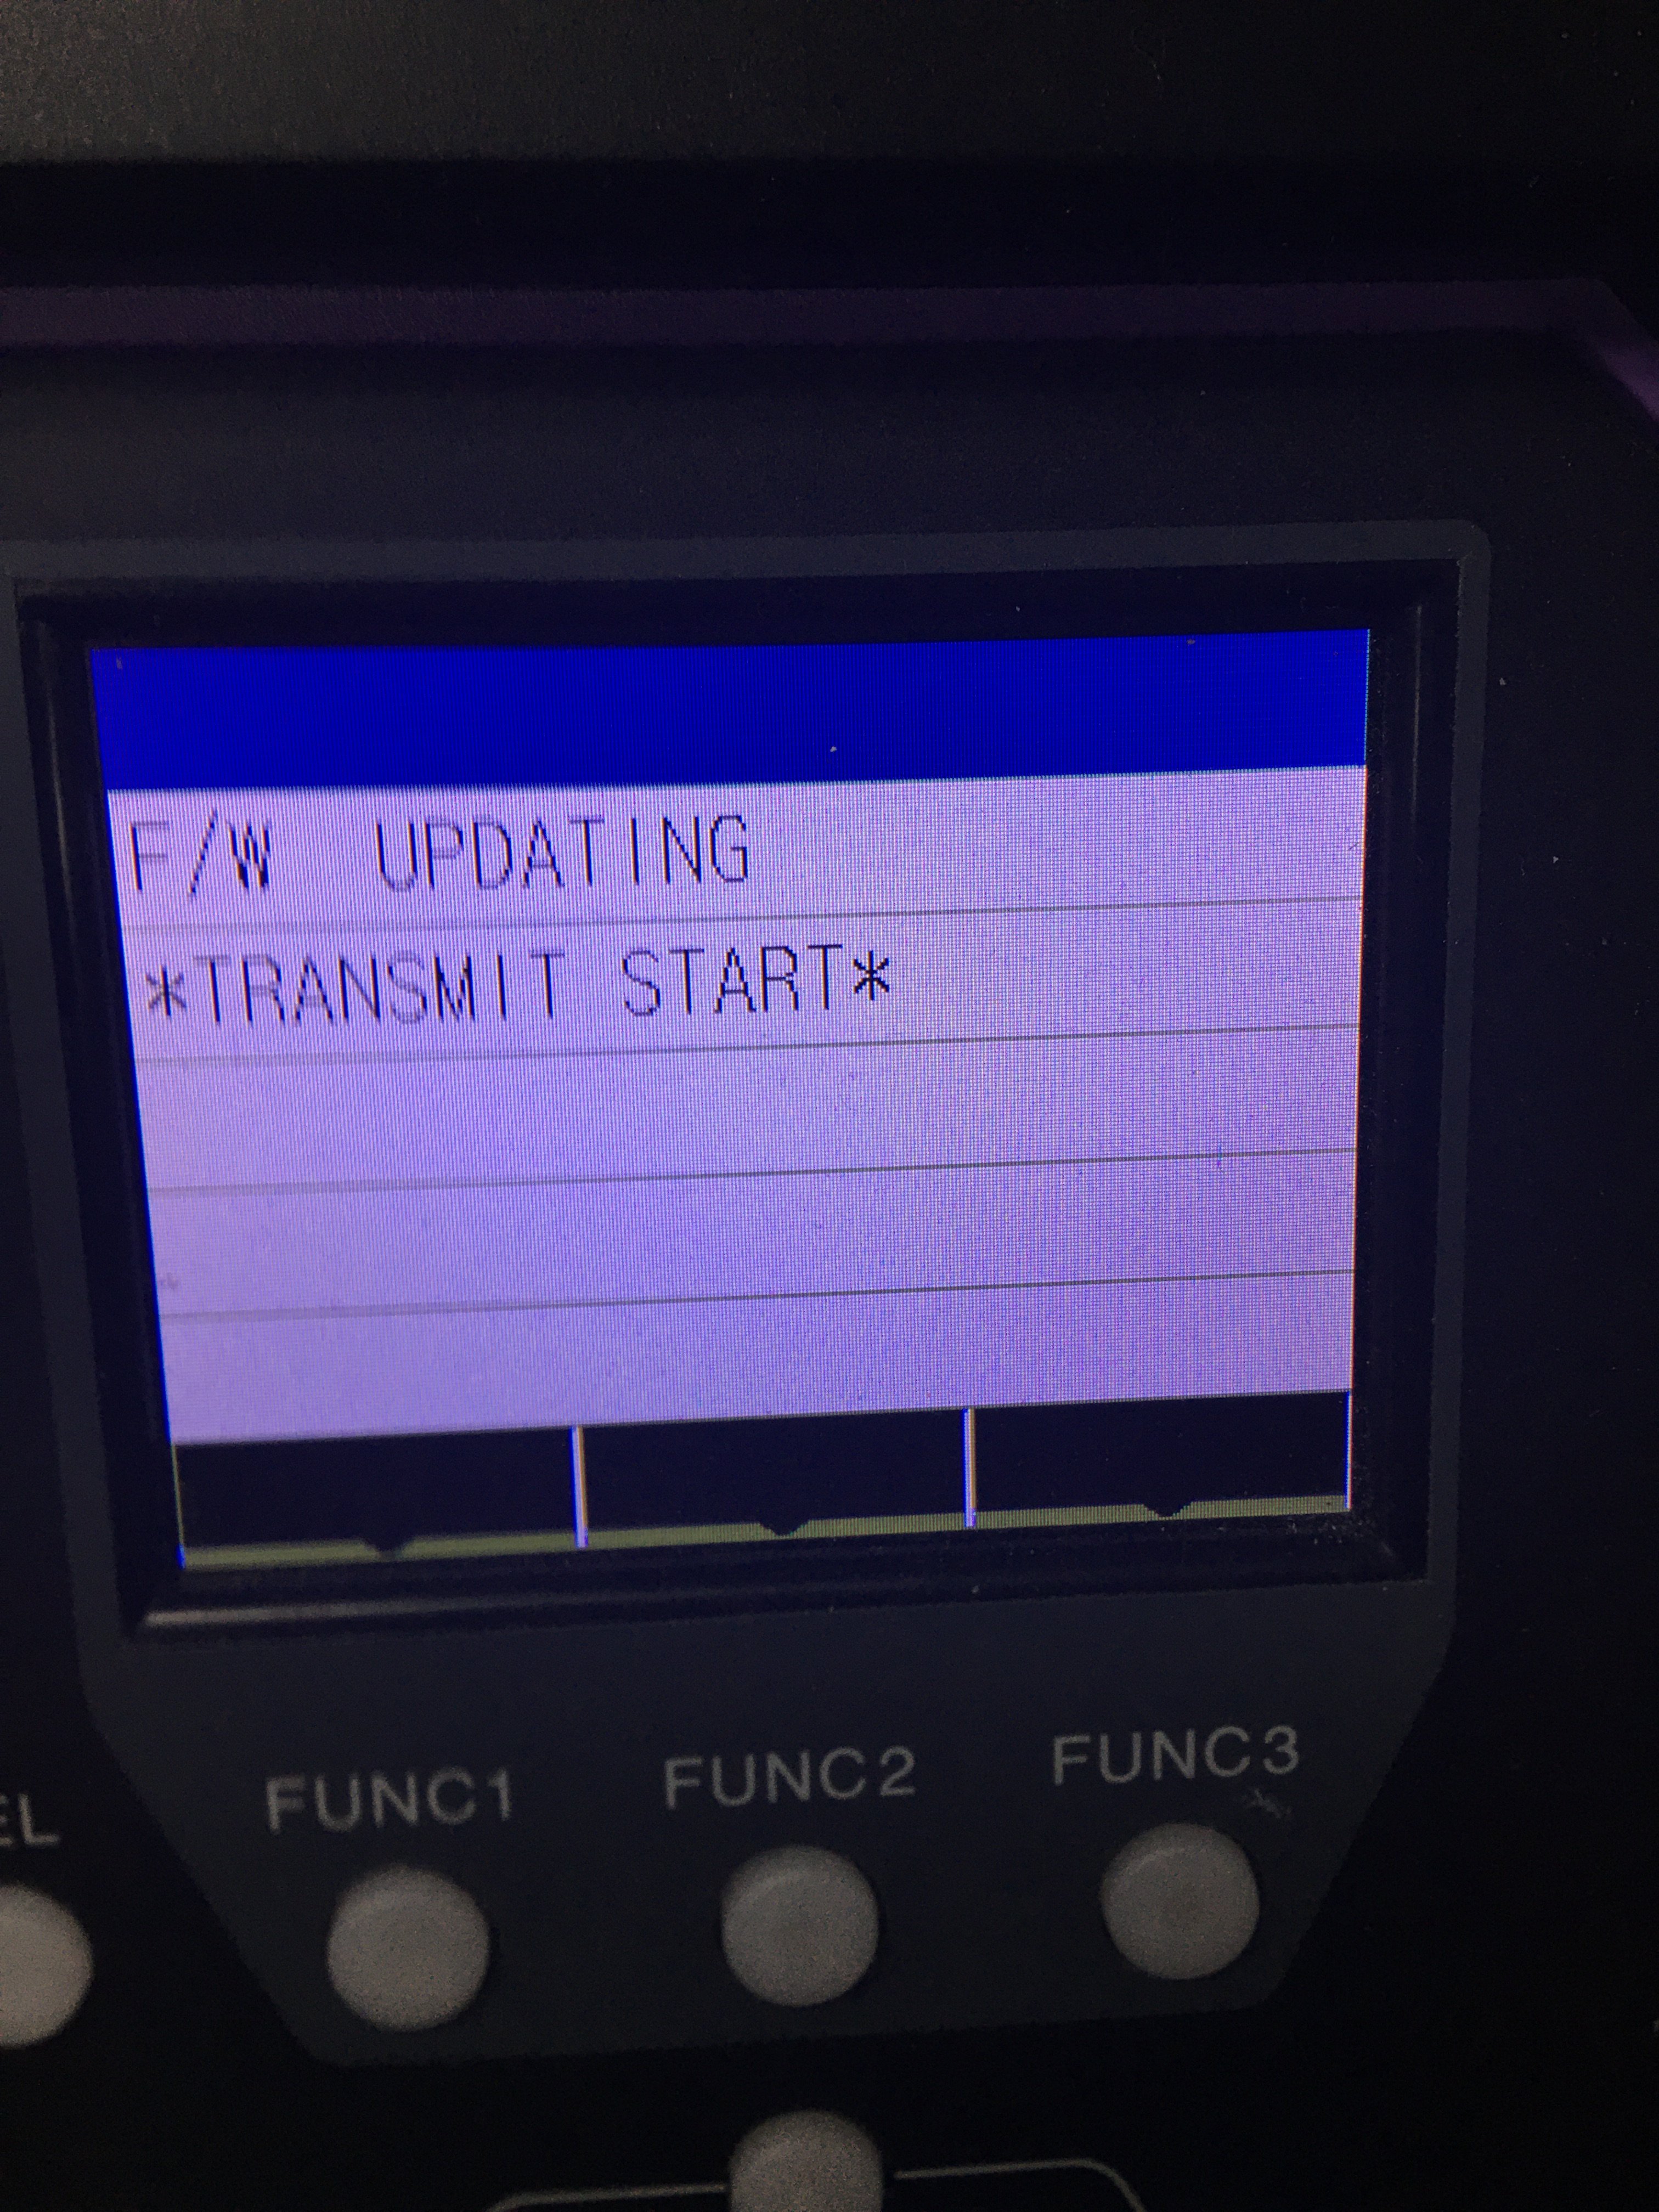 F/W UPDATING
*TRANSMIT START*
FUNC1 FUNC2 FUNC3
EL